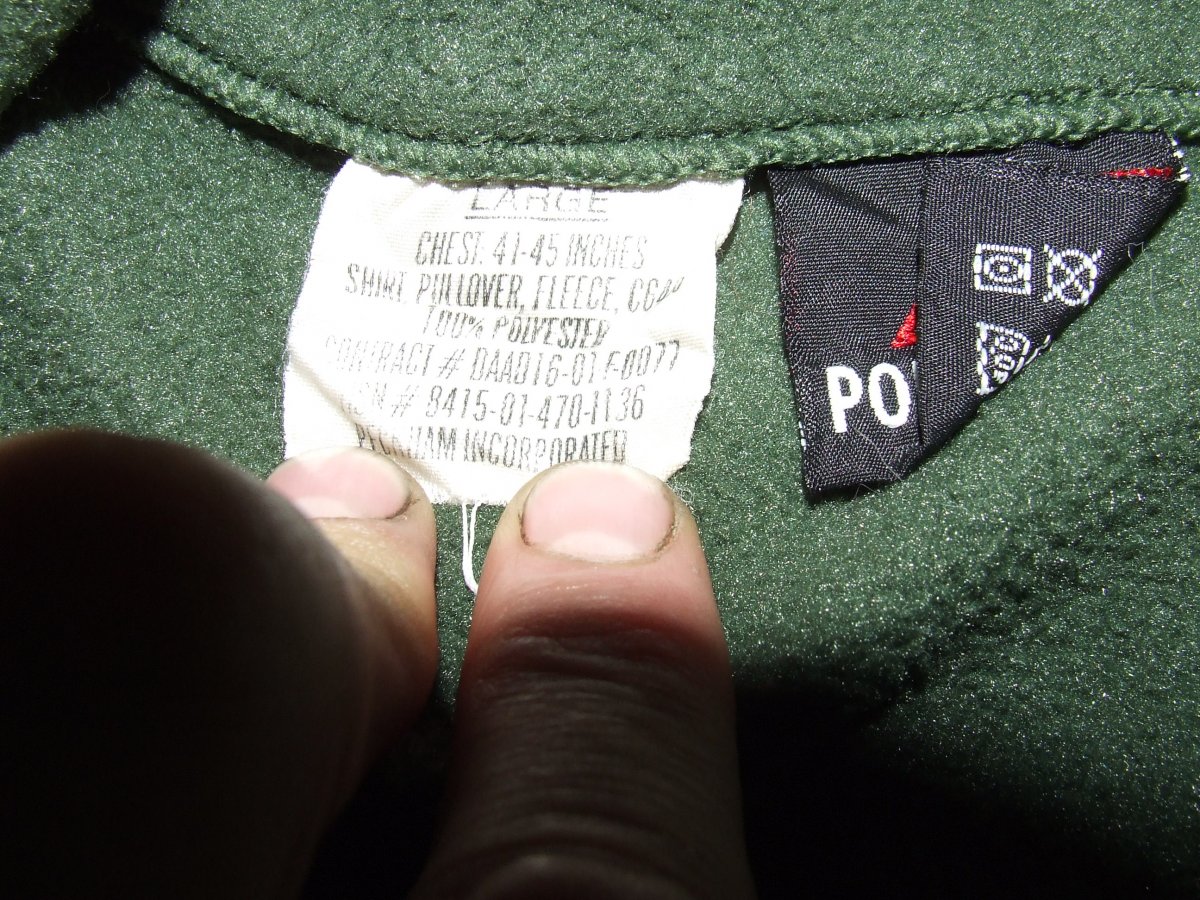 LARGE
CHEST: 41-45 INCHES
SHIRT, PULLOVER, FLEECE,
100% POLYESTER
CONTRACT # DAAD16-01-F-0077
NSN # 8415-01-470-1136
PECKHAM INCORPORATED
PO